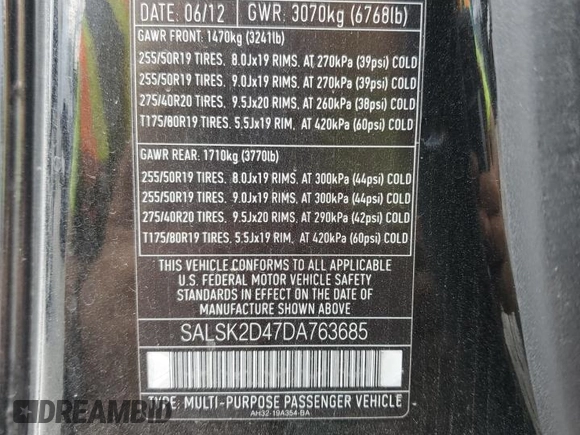 DATE: 06/12 GWR: 3070kg (6768lb)
GAWR FRONT: 1470kg (3241lb)
255/50R19 TIRES. 8.0Jx19 RIMS. AT 270kPa (39psi) COLD
255/50R19 TIRES. 9.0Jx19 RIMS. AT 270kPa (39psi) COLD
275/40R20 TIRES. 9.5Jx20 RIMS. AT 260kPa (38psi) COLD
T175/80R19 TIRES. 5.5Jx19 RIM, AT 420kPa (60psi) COLD
GAWR REAR: 1710kg (3770lb)
255/50R19 TIRES. 8.0Jx19 RIMS. AT 300kPa (44psi) COLD
255/50R19 TIRES. 9.0Jx19 RIMS. AT 300kPa (44psi) COLD
275/40R20 TIRES. 9.5Jx20 RIMS. AT 290kPa (42psi) COLD
T175/80R19 TIRES. 5.5Jx19 RIM, AT 420kPa (60psi) COLD
THIS VEHICLE CONFORMS TO ALL APPLICABLE
U.S. FEDERAL MOTOR VEHICLE SAFETY
STANDARDS IN EFFECT ON THE DATE OF
MANUFACTURE SHOWN ABOVE
SALSK2D47DA763685
TYPE: MULTI-PURPOSE PASSENGER VEHICLE
AH32-19A354-BA
DREAMBID